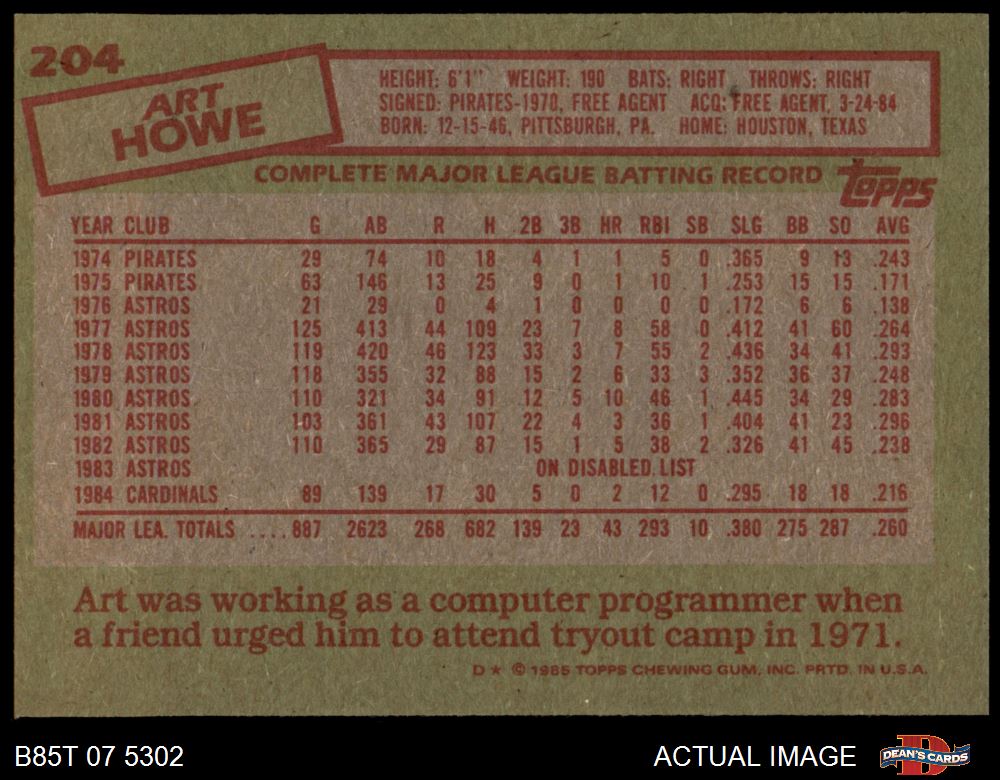 204
ART
HOWE
HEIGHT: 6'1" WEIGHT: 190 BATS: RIGHT THROWS: RIGHT
SIGNED: PIRATES-1970, FREE AGENT ACQ: FREE AGENT, 3-24-84
BORN: 12-15-46, PITTSBURGH, PA. HOME: HOUSTON, TEXAS
COMPLETE MAJOR LEAGUE BATTING RECORD topps
YEAR CLUB G AB R H 2B 3B HR RBI SB SLG BB SO AVG
1974 PIRATES 29 74 10 18 4 1 1 5 0 .365 9 13 .243
1975 PIRATES 63 146 13 25 9 0 1 10 1 .253 15 15 .171
1976 ASTROS 21 29 0 4 1 0 0 0 0 .172 6 6 .138
1977 ASTROS 125 413 44 109 23 7 8 58 0 .412 41 60 .264
1978 ASTROS 119 420 46 123 33 3 7 55 2 .436 34 41 .293
1979 ASTROS 118 355 32 88 15 2 6 33 3 .352 36 37 .248
1980 ASTROS 110 321 34 91 12 5 10 46 1 .445 34 29 .283
1981 ASTROS 103 361 43 107 22 4 3 36 1 .404 41 23 .296
1982 ASTROS 110 365 29 87 15 1 5 38 2 .326 41 45 .238
1983 ASTROS ON DISABLED LIST
1984 CARDINALS 89 139 17 30 5 0 2 12 0 .295 18 18 .216
MAJOR LEA. TOTALS ....887 2623 268 682 139 23 43 293 10 .380 275 287 .260
Art was working as a computer programmer when
a friend urged him to attend tryout camp in 1971.
D★ © 1985 TOPPS CHEWING GUM, INC. PRTD. IN U.S.A.
B85T 07 5302 ACTUAL IMAGE DEAN'S CARDS